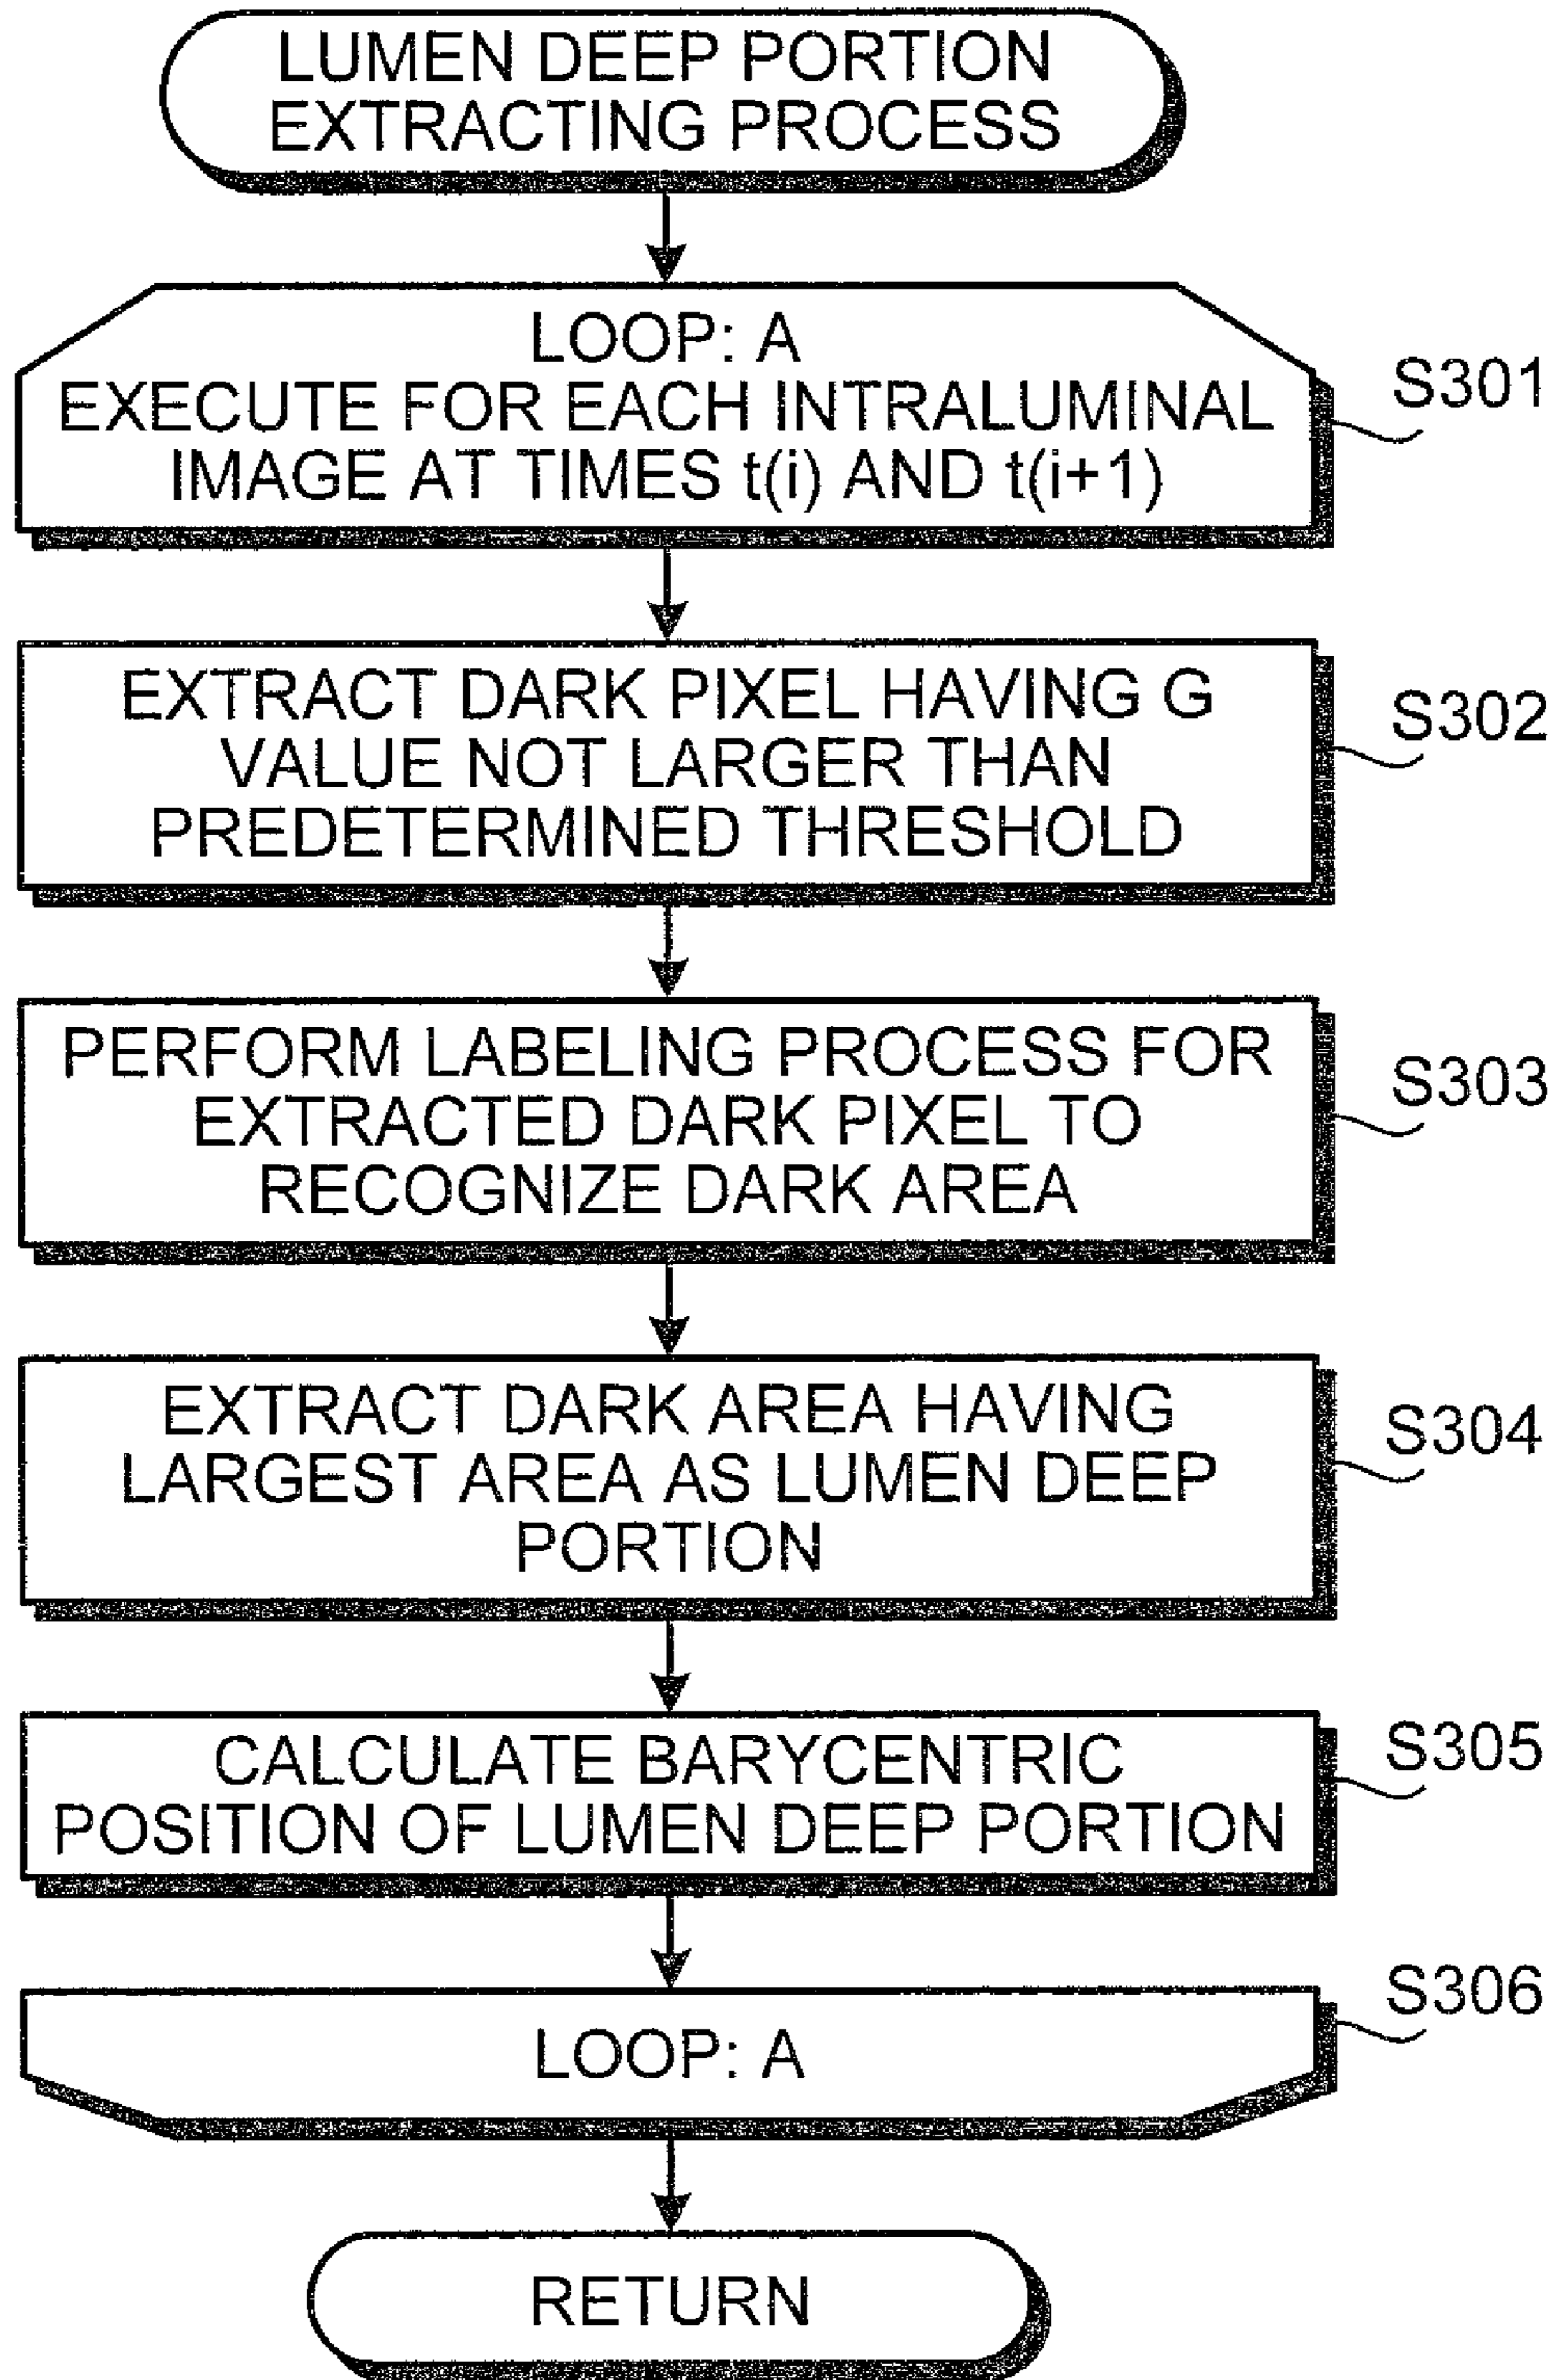 LUMEN DEEP PORTION
EXTRACTING PROCESS
LOOP: A
EXECUTE FOR EACH INTRALUMINAL
IMAGE AT TIMES t(i) AND t(i+1)
S301
EXTRACT DARK PIXEL HAVING G
VALUE NOT LARGER THAN
PREDETERMINED THRESHOLD
S302
PERFORM LABELING PROCESS FOR
EXTRACTED DARK PIXEL TO
RECOGNIZE DARK AREA
S303
EXTRACT DARK AREA HAVING
LARGEST AREA AS LUMEN DEEP
PORTION
S304
CALCULATE BARYCENTRIC
POSITION OF LUMEN DEEP PORTION
S305
LOOP: A
S306
RETURN